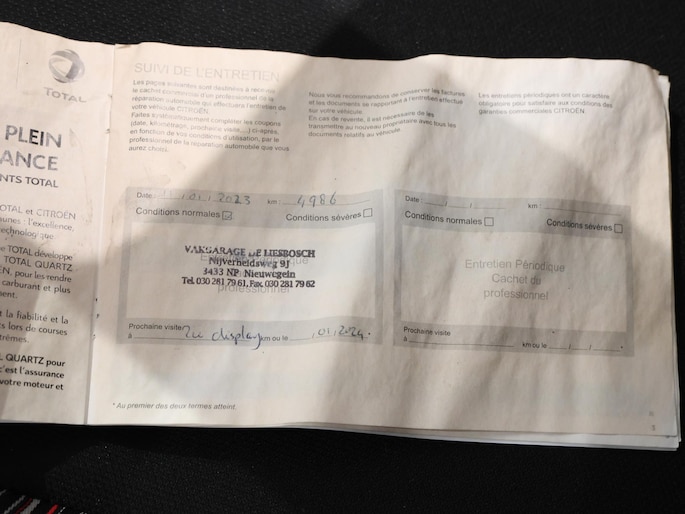 TOTAL
PLEIN
ANCE
NTS TOTAL
OTAL et CITROËN
unes : l'excellence,
technologique
e TOTAL développe
TOTAL QUARTZ
ËN, pour les rendre
carburant et plus
ment.
t la fiabilité et la
ts lors de courses
trêmes.
L QUARTZ pour
c'est l'assurance
votre moteur et
SUIVI DE L'ENTRETIEN
Les pages suivantes sont destinées à recevoir
le cachet commercial d'un professionnel de la
réparation automobile qui effectuera l'entretien de
votre véhicule CITROËN.
Faites systématiquement compléter les coupons
(date, kilométrage, prochaine visite,...) ci-après,
en fonction de vos conditions d'utilisation, par le
professionnel de la réparation automobile que vous
aurez choisi.
Nous vous recommandons de conserver les factures
et les documents se rapportant à l'entretien effectué
sur votre véhicule.
En cas de revente, il est nécessaire de les
transmettre au nouveau propriétaire avec tous les
documents relatifs au véhicule.
Les entretiens périodiques ont un caractère
obligatoire pour satisfaire aux conditions des
garanties commerciales CITROËN.
Date : / 01 / 2023 km : 4986
Conditions normales Conditions sévères
VAKGARAGE DE LIESBOSCH
Nijverheidsweg 9J
3433 NP Nieuwegein
Tel. 030 281 79 61, Fax. 030 281 79 62
professionnel
Prochaine visite
à Zie display km ou le / 01 / 2024 *
Date : / / km :
Conditions normales Conditions sévères
Entretien Périodique
Cachet du
professionnel
Prochaine visite
à km ou le / / *
* Au premier des deux termes atteint.
3